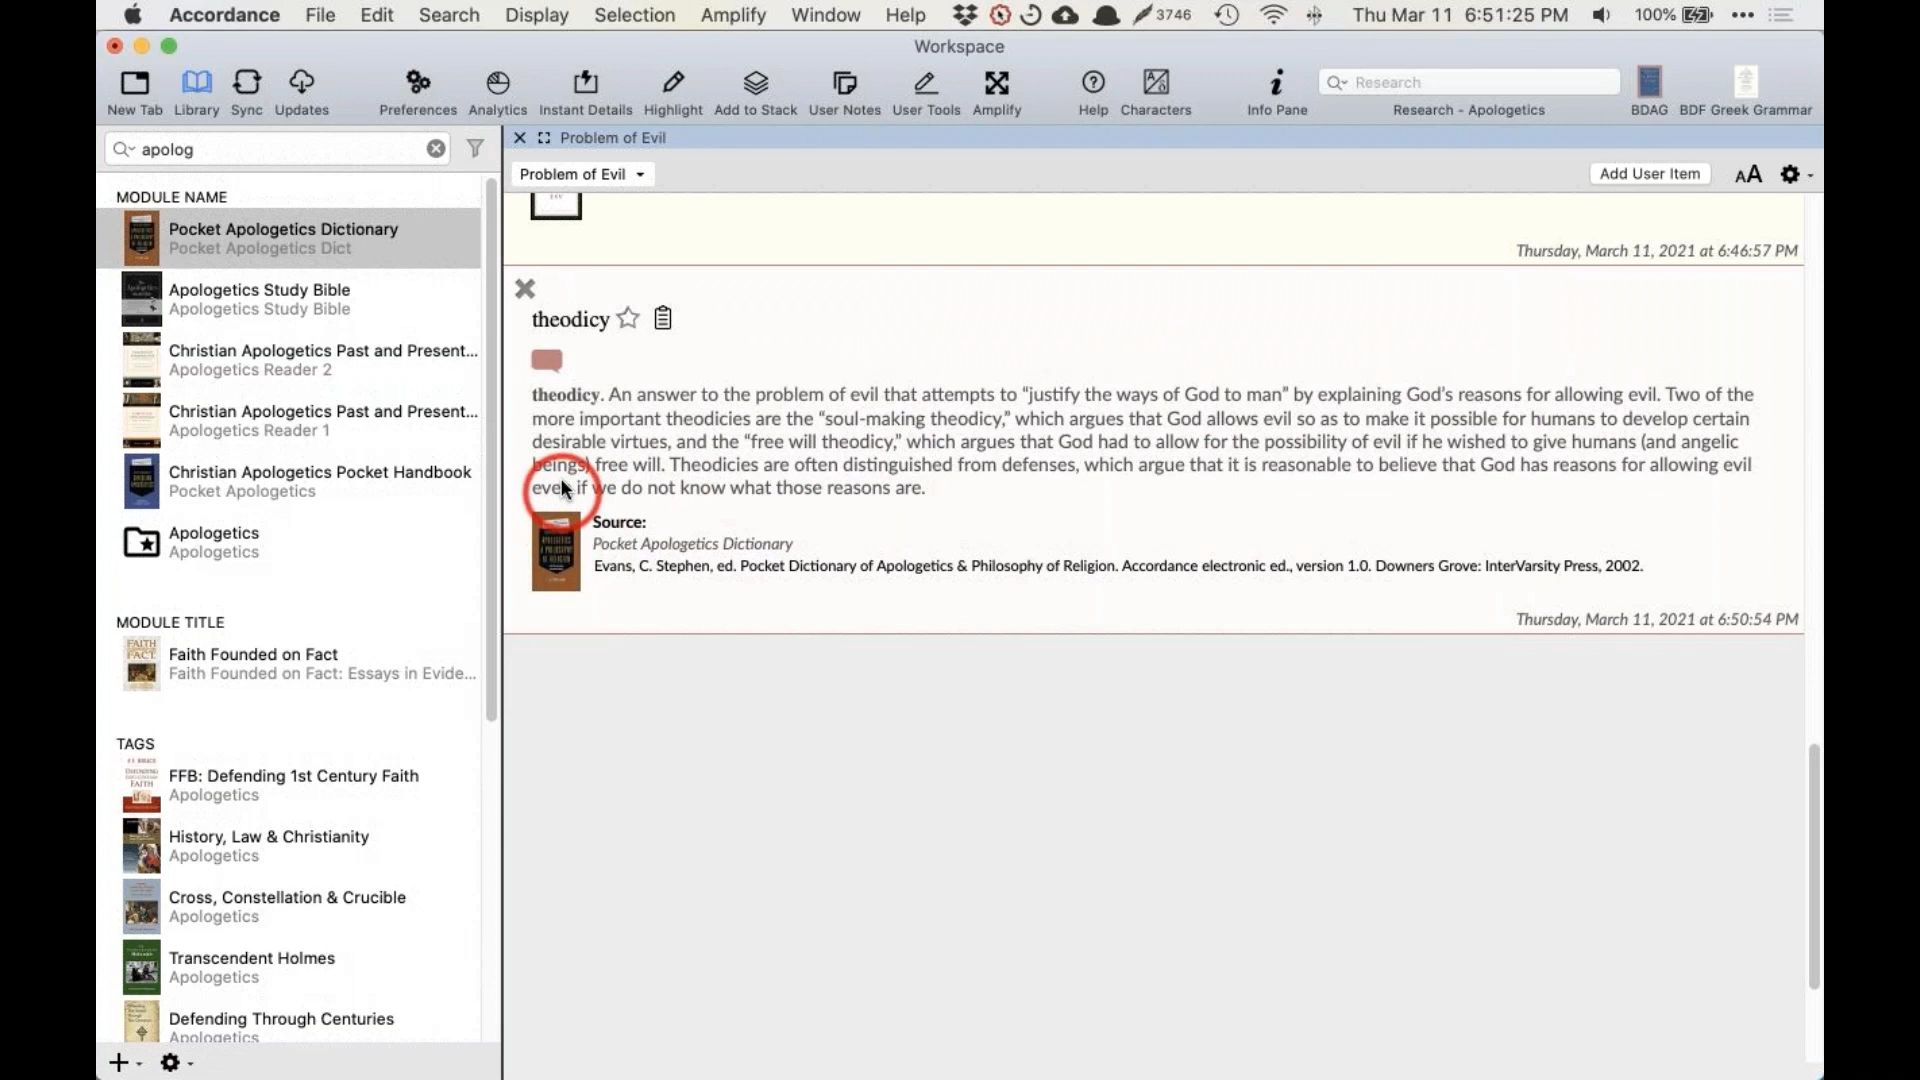 Accordance File Edit Search Display Selection Amplify Window Help 3746 Thu Mar 11 6:51:25 PM 100%
Workspace
New Tab Library Sync Updates Preferences Analytics Instant Details Highlight Add to Stack User Notes User Tools Amplify Help Characters Info Pane Research
Research - Apologetics BDAG BDF Greek Grammar
apolog
Problem of Evil
Problem of Evil
Add User Item AA
MODULE NAME
Pocket Apologetics Dictionary
Pocket Apologetics Dict
Apologetics Study Bible
Apologetics Study Bible
Christian Apologetics Past and Present...
Apologetics Reader 2
Christian Apologetics Past and Present...
Apologetics Reader 1
Christian Apologetics Pocket Handbook
Pocket Apologetics
Apologetics
Apologetics
MODULE TITLE
Faith Founded on Fact
Faith Founded on Fact: Essays in Evide...
TAGS
FFB: Defending 1st Century Faith
Apologetics
History, Law & Christianity
Apologetics
Cross, Constellation & Crucible
Apologetics
Transcendent Holmes
Apologetics
Defending Through Centuries
Apologetics
Thursday, March 11, 2021 at 6:46:57 PM
theodicy
theodicy. An answer to the problem of evil that attempts to “justify the ways of God to man” by explaining God’s reasons for allowing evil. Two of the
more important theodicies are the “soul-making theodicy,” which argues that God allows evil so as to make it possible for humans to develop certain
desirable virtues, and the “free will theodicy,” which argues that God had to allow for the possibility of evil if he wished to give humans (and angelic
beings) free will. Theodicies are often distinguished from defenses, which argue that it is reasonable to believe that God has reasons for allowing evil
even if we do not know what those reasons are.
Source:
Pocket Apologetics Dictionary
Evans, C. Stephen, ed. Pocket Dictionary of Apologetics & Philosophy of Religion. Accordance electronic ed., version 1.0. Downers Grove: InterVarsity Press, 2002.
Thursday, March 11, 2021 at 6:50:54 PM